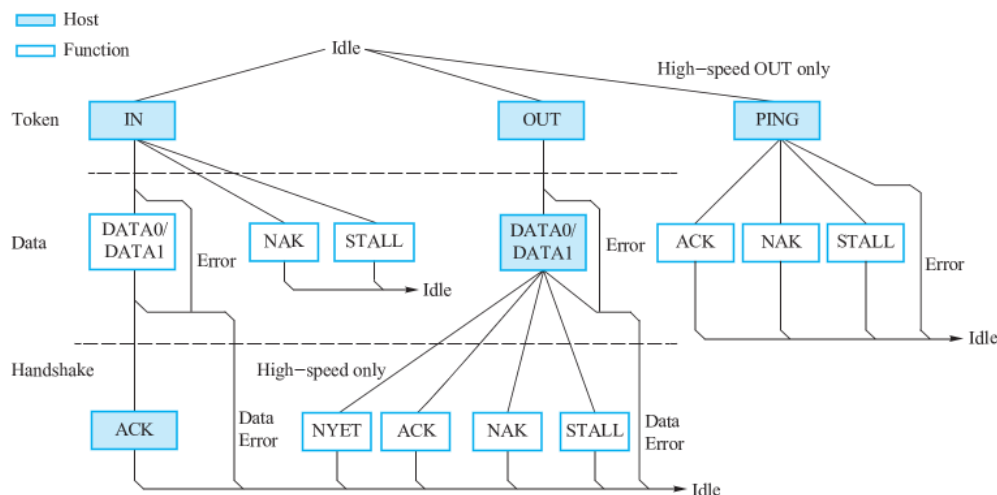 Host
Function
Idle
High−speed OUT only
Token
IN
OUT
PING
Data
DATA0/
DATA1
Error
NAK
STALL
Idle
DATA0/
DATA1
Error
ACK
NAK
STALL
Error
Idle
Handshake
High−speed only
ACK
Data
Error
NYET
ACK
NAK
STALL
Data
Error
Idle